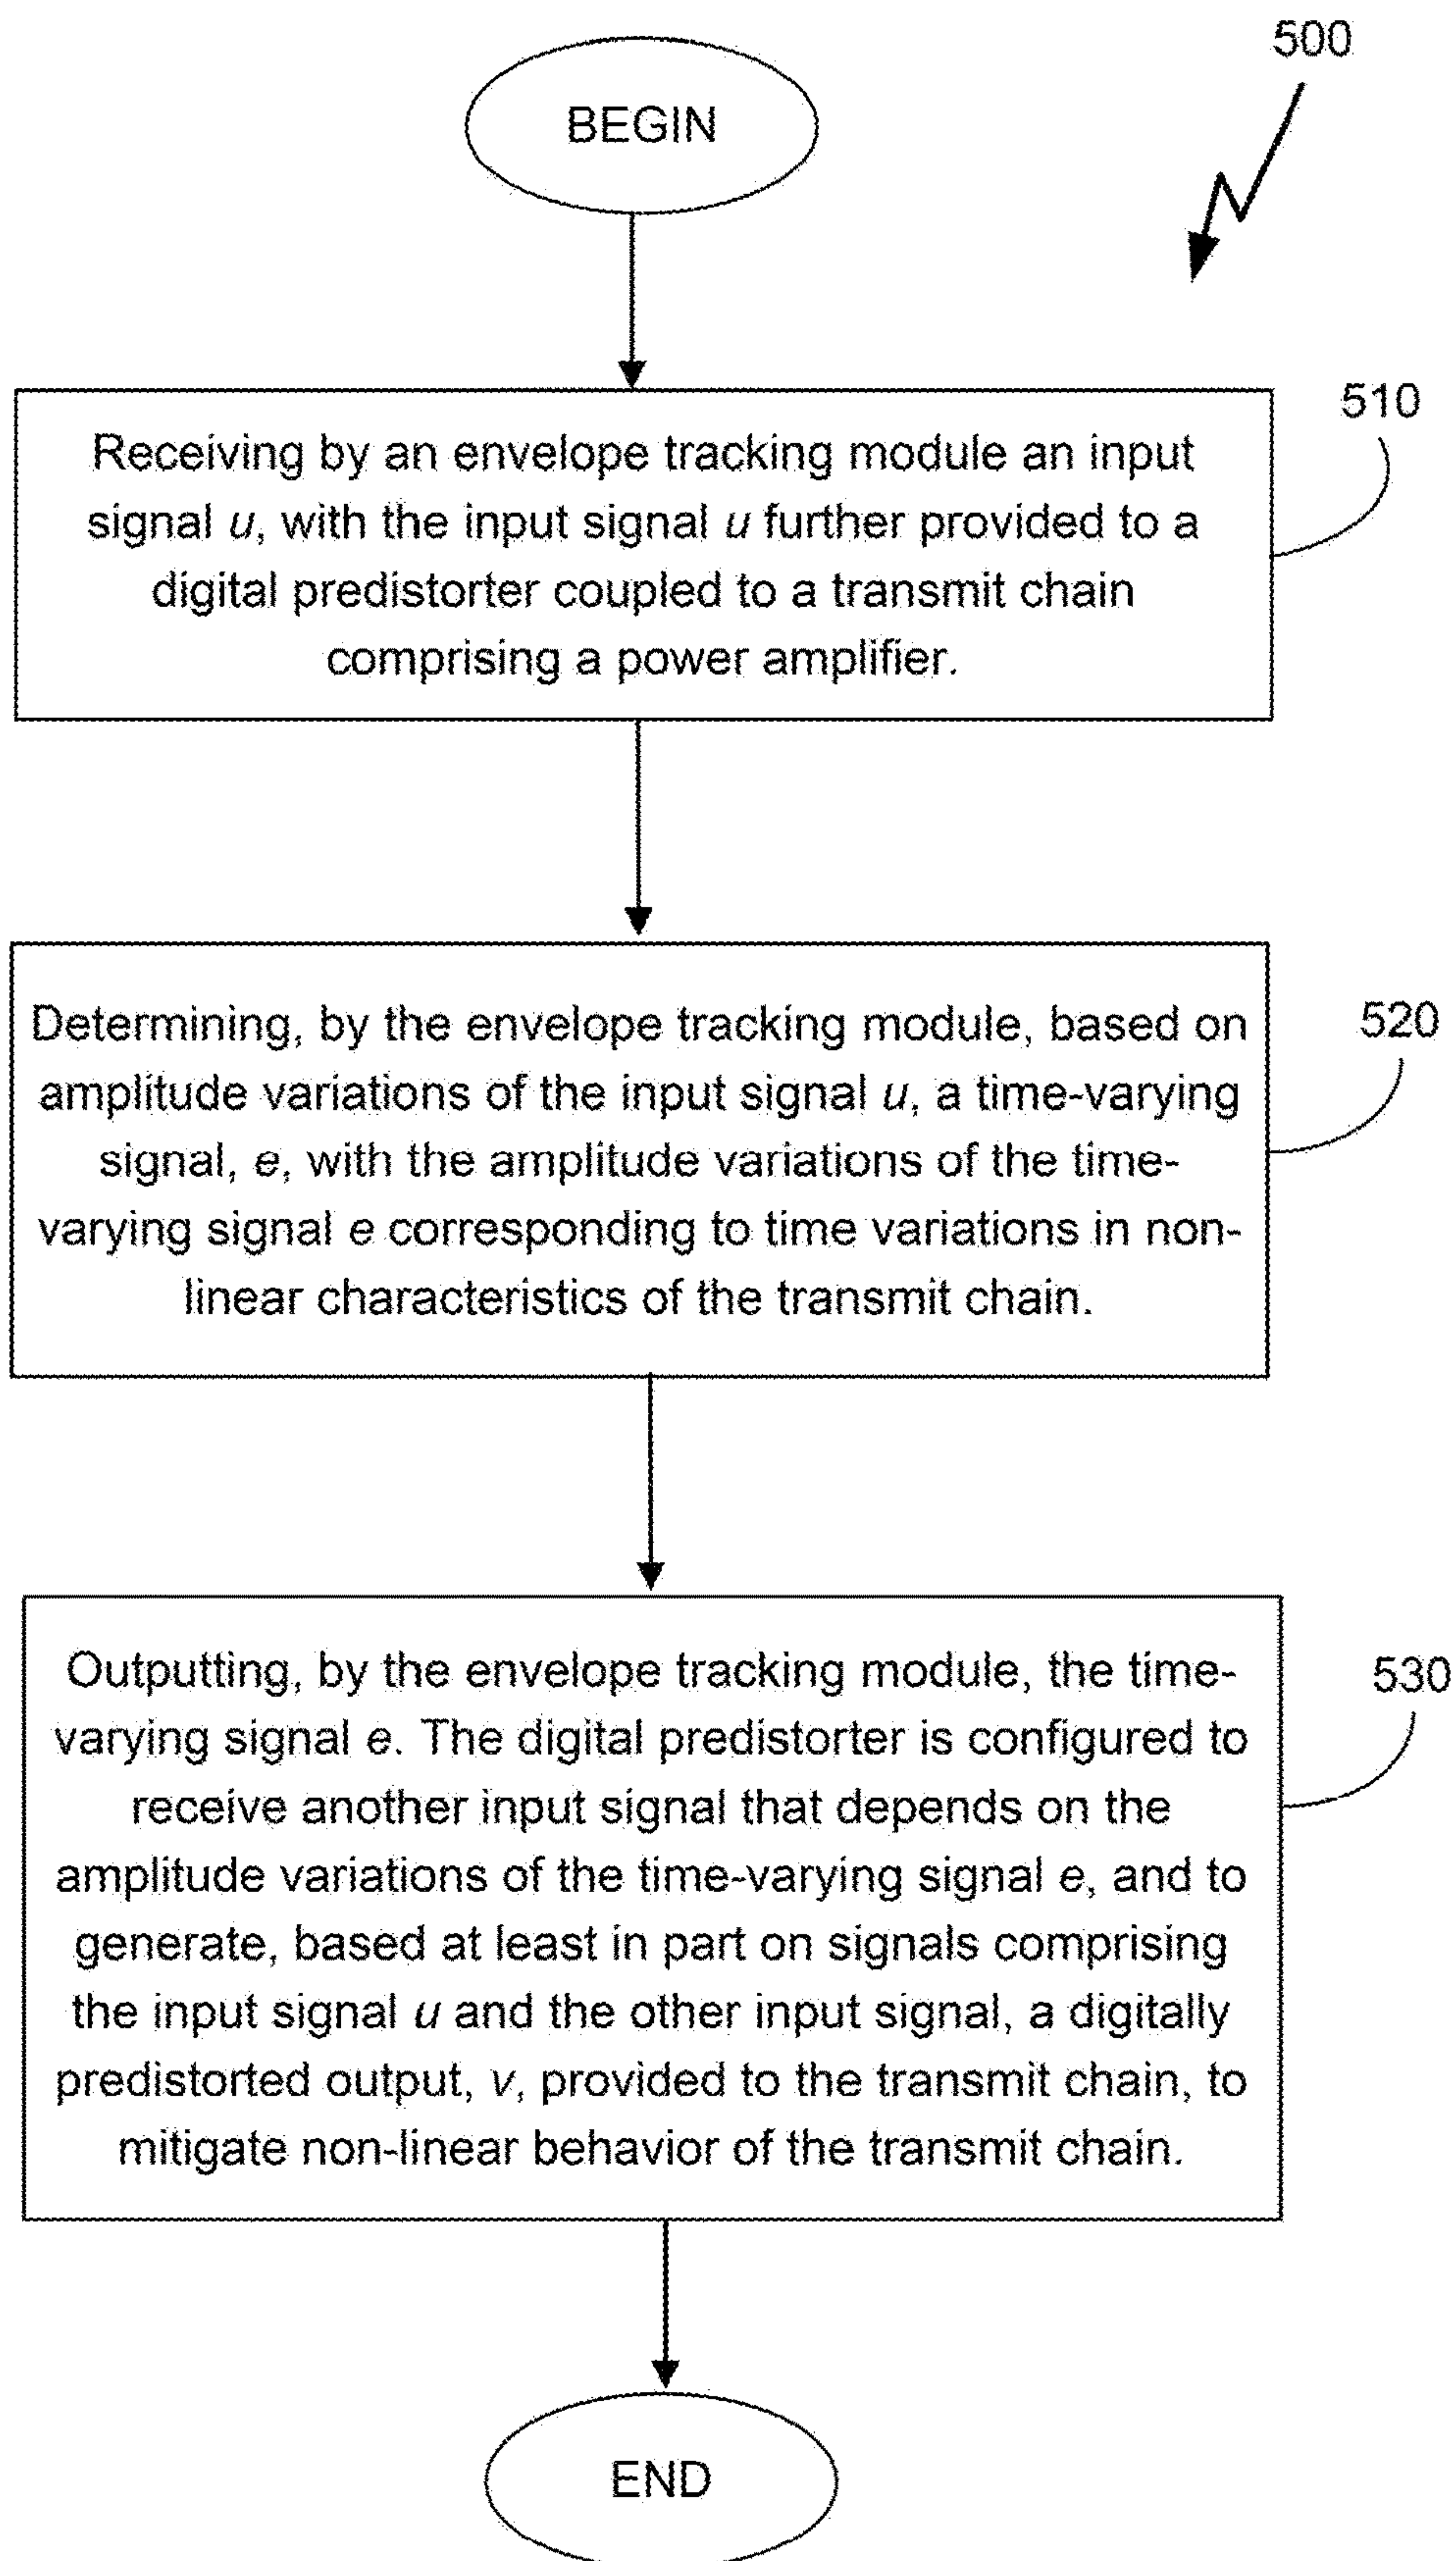 500
BEGIN
510
Receiving by an envelope tracking module an input
signal u, with the input signal u further provided to a
digital predistorter coupled to a transmit chain
comprising a power amplifier.
520
Determining, by the envelope tracking module, based on
amplitude variations of the input signal u, a time-varying
signal, e, with the amplitude variations of the time-
varying signal e corresponding to time variations in non-
linear characteristics of the transmit chain.
530
Outputting, by the envelope tracking module, the time-
varying signal e. The digital predistorter is configured to
receive another input signal that depends on the
amplitude variations of the time-varying signal e, and to
generate, based at least in part on signals comprising
the input signal u and the other input signal, a digitally
predistorted output, v, provided to the transmit chain, to
mitigate non-linear behavior of the transmit chain.
END